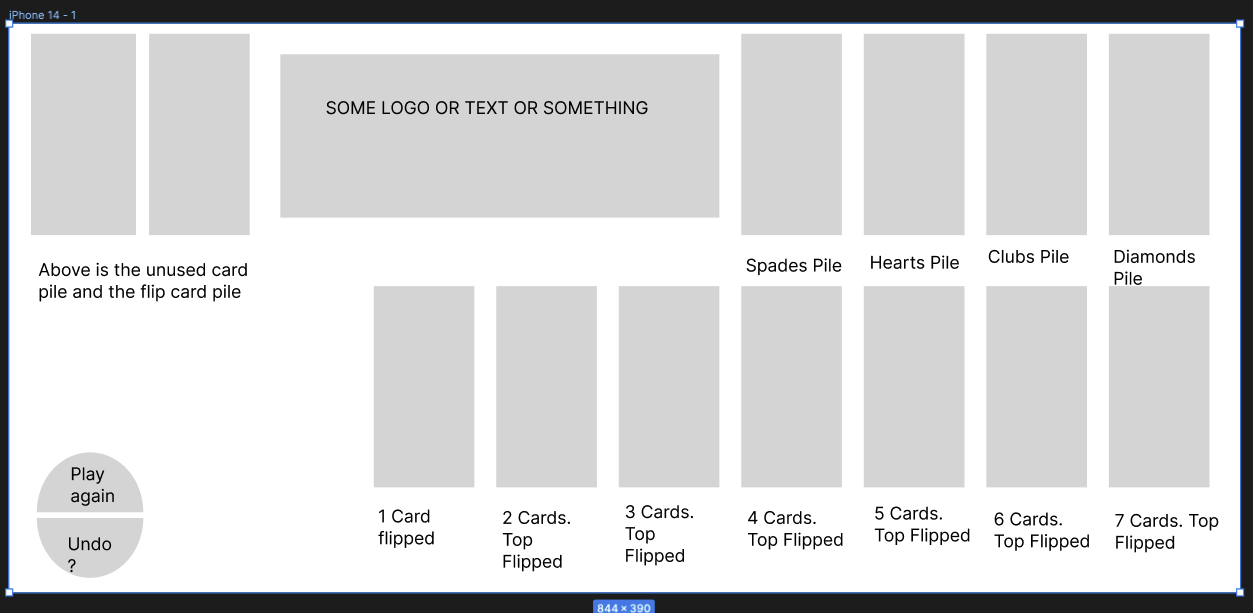 iPhone 14 - 1
SOME LOGO OR TEXT OR SOMETHING
Above is the unused card
pile and the flip card pile
Spades Pile
Hearts Pile
Clubs Pile
Diamonds
Pile
Play
again
Undo
?
1 Card
flipped
2 Cards.
Top
Flipped
3 Cards.
Top
Flipped
4 Cards.
Top Flipped
5 Cards.
Top Flipped
6 Cards.
Top Flipped
7 Cards. Top
Flipped
844 × 390